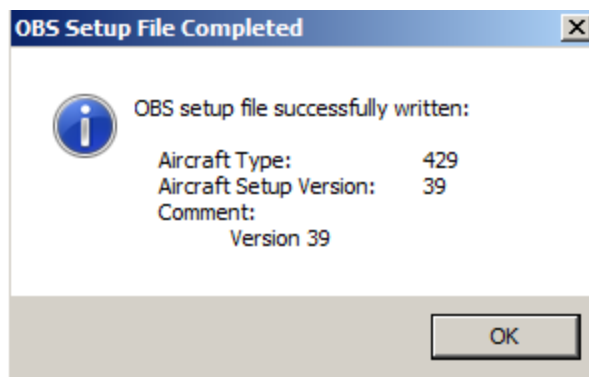 OBS Setup File Completed
OBS setup file successfully written:
Aircraft Type: 429
Aircraft Setup Version: 39
Comment:
Version 39
OK